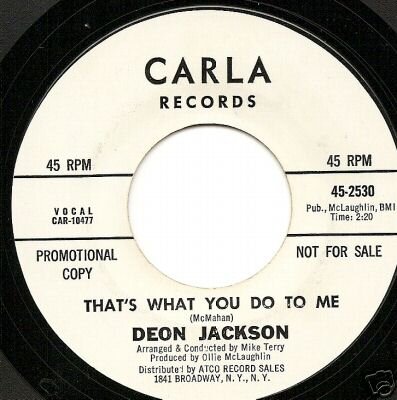 CARLA
RECORDS
45 RPM
45 RPM
45-2530
Pub., McLaughlin, BMI
Time: 2:20
VOCAL
CAR-10477
PROMOTIONAL
COPY
NOT FOR SALE
THAT'S WHAT YOU DO TO ME
(McMahan)
DEON JACKSON
Arranged & Conducted by Mike Terry
Produced by Ollie McLaughlin
Distributed by ATCO RECORD SALES
1841 BROADWAY, N. Y., N. Y.